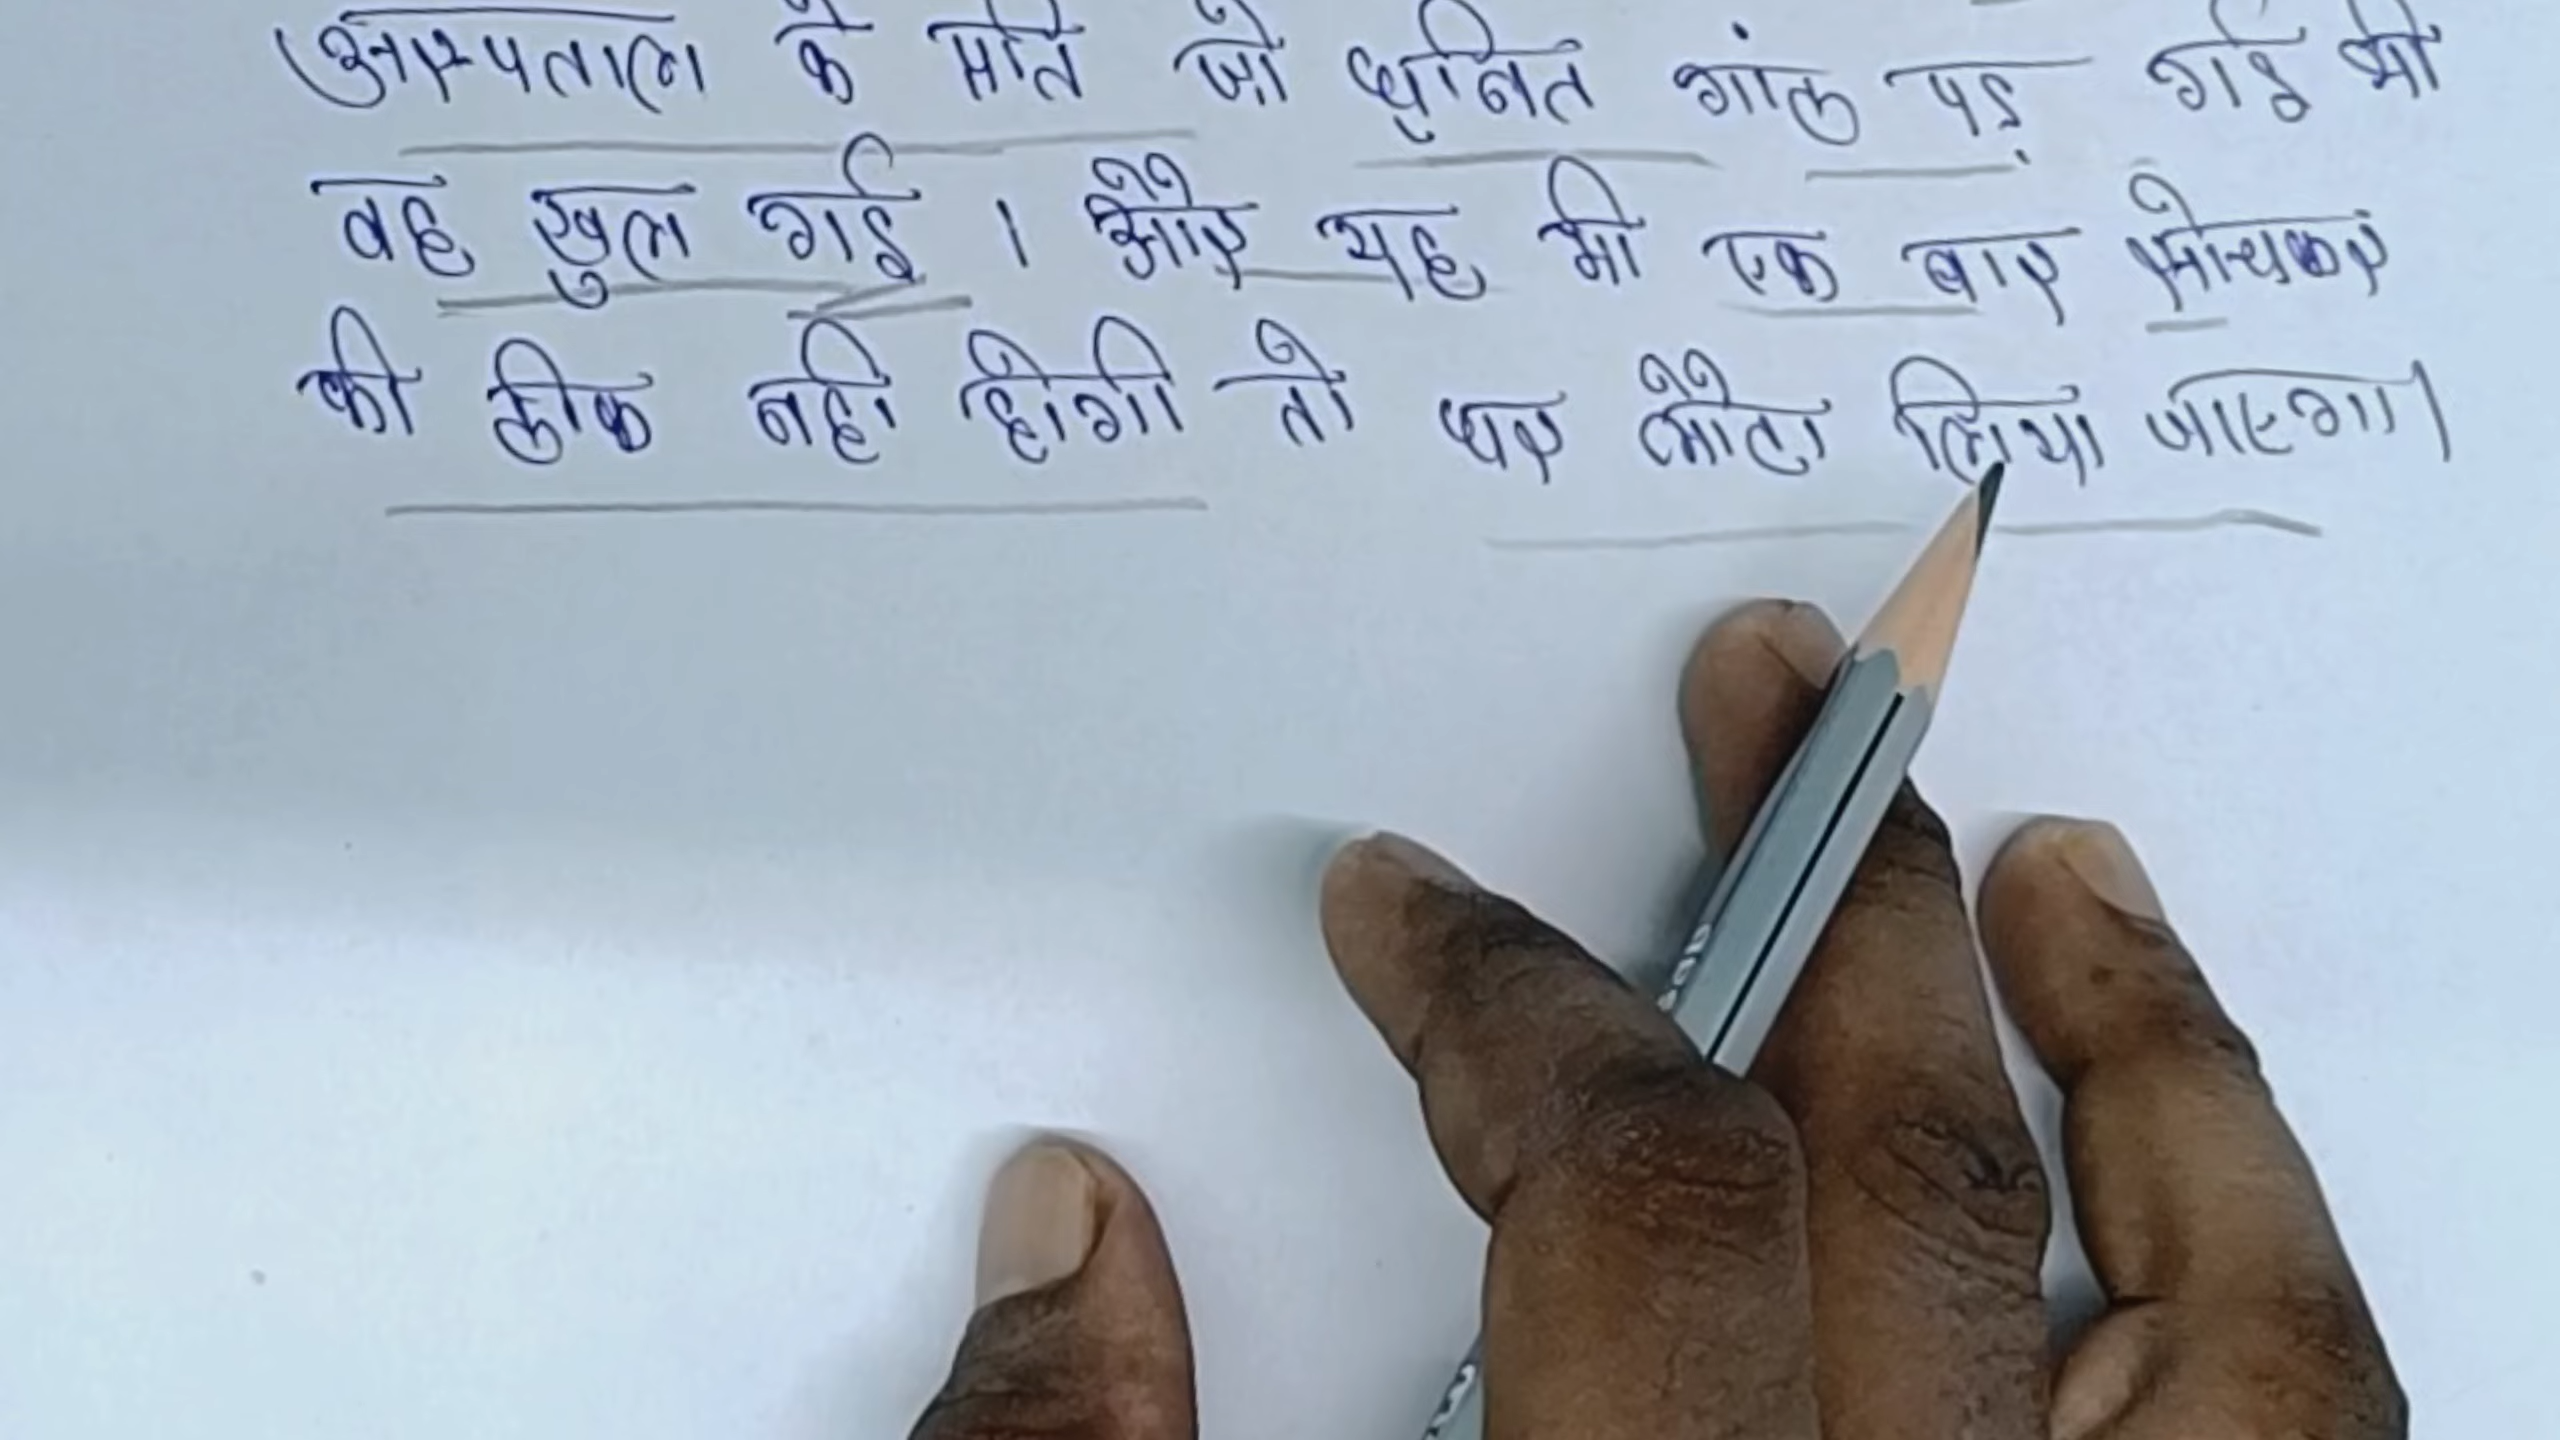 अस्पताल के प्रति जो घृनित गांठ पड़ गई थी
वह खुल गई । और यह भी एक बार सोचकर
की ठीक नही होगी तो घर लौटा लिया जाएगा।